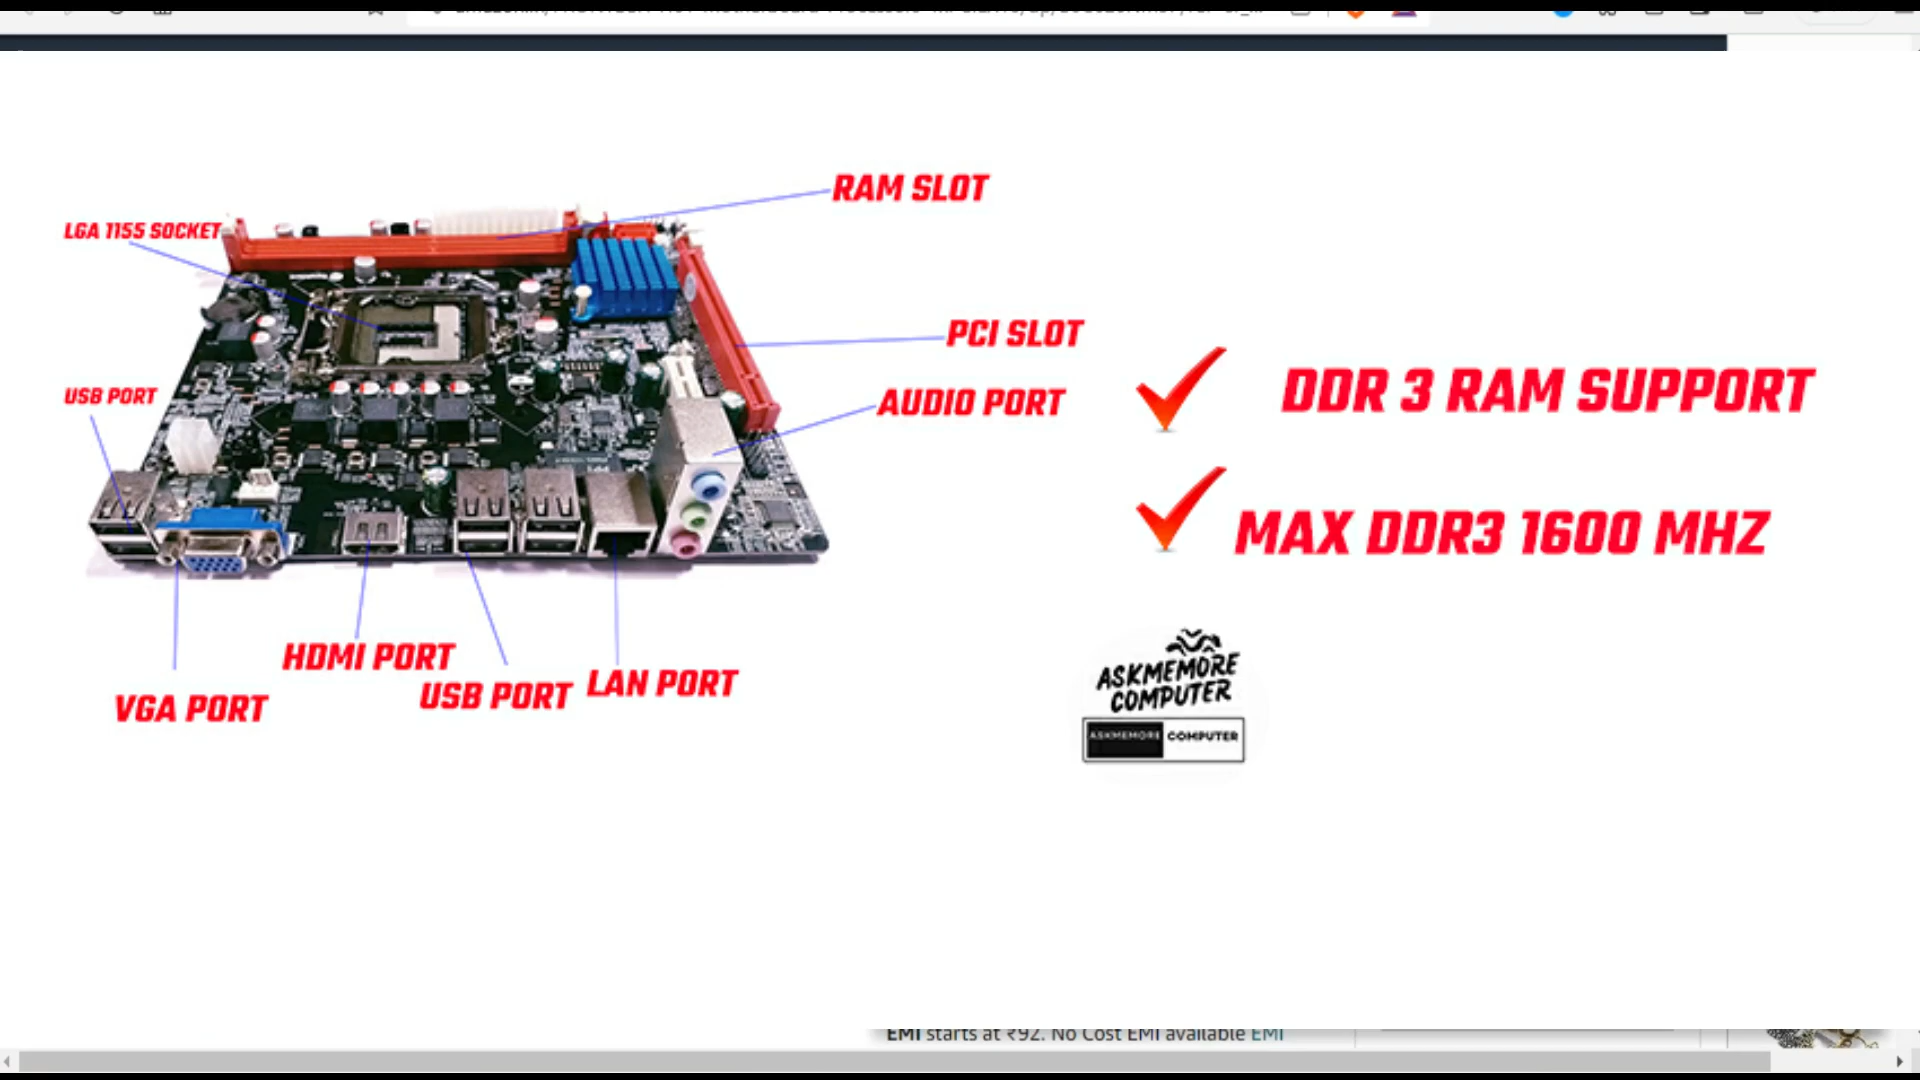 RAM SLOT
LGA 1155 SOCKET
PCI SLOT
USB PORT
AUDIO PORT
DDR 3 RAM SUPPORT
MAX DDR3 1600 MHZ
HDMI PORT
USB PORT
LAN PORT
VGA PORT
ASKMEMORE
COMPUTER
ASKMEMORE COMPUTER
EMI starts at ₹92. No Cost EMI available EMI